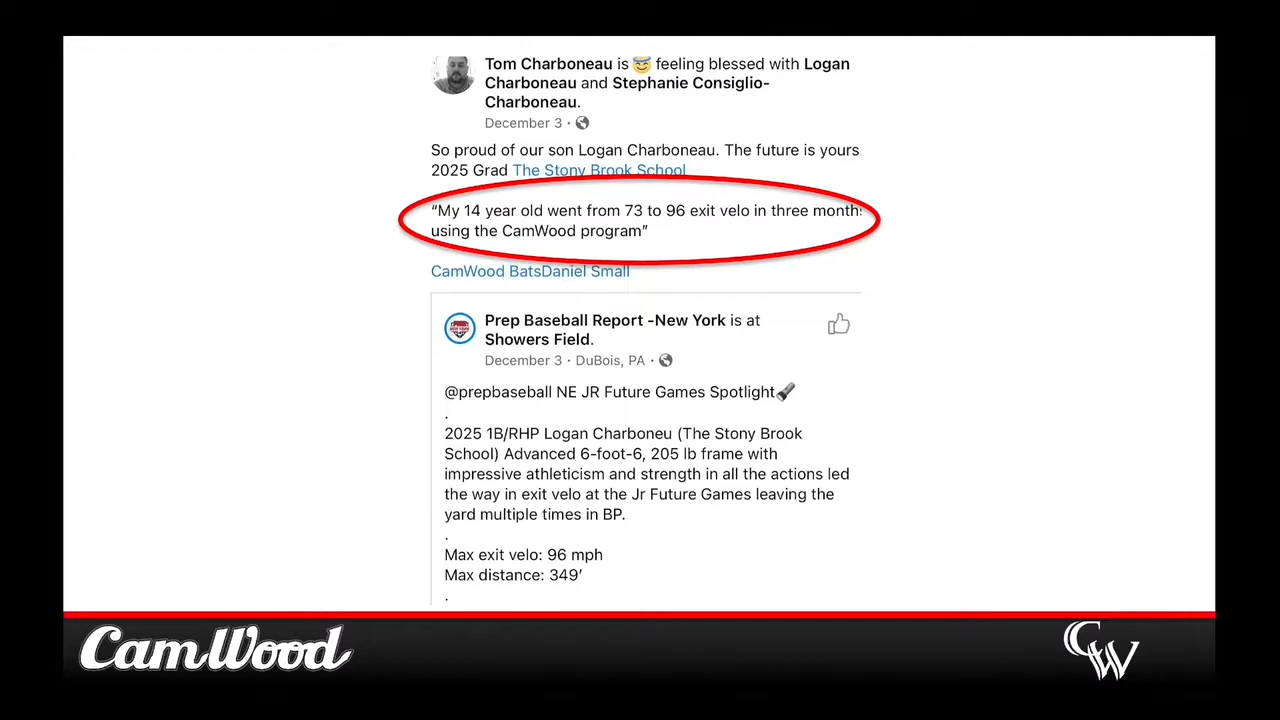 Tom Charboneau is 😇 feeling blessed with Logan
Charboneau and Stephanie Consiglio-
Charboneau.
December 3 ·
So proud of our son Logan Charboneau. The future is yours
2025 Grad The Stony Brook School
“My 14 year old went from 73 to 96 exit velo in three months
using the CamWood program”
CamWood BatsDaniel Small
Prep Baseball Report -New York is at
Showers Field.
December 3 · DuBois, PA ·
@prepbaseball NE JR Future Games Spotlight🔦
.
2025 1B/RHP Logan Charboneu (The Stony Brook
School) Advanced 6-foot-6, 205 lb frame with
impressive athleticism and strength in all the actions led
the way in exit velo at the Jr Future Games leaving the
yard multiple times in BP.
.
Max exit velo: 96 mph
Max distance: 349’
.
CamWood
CW